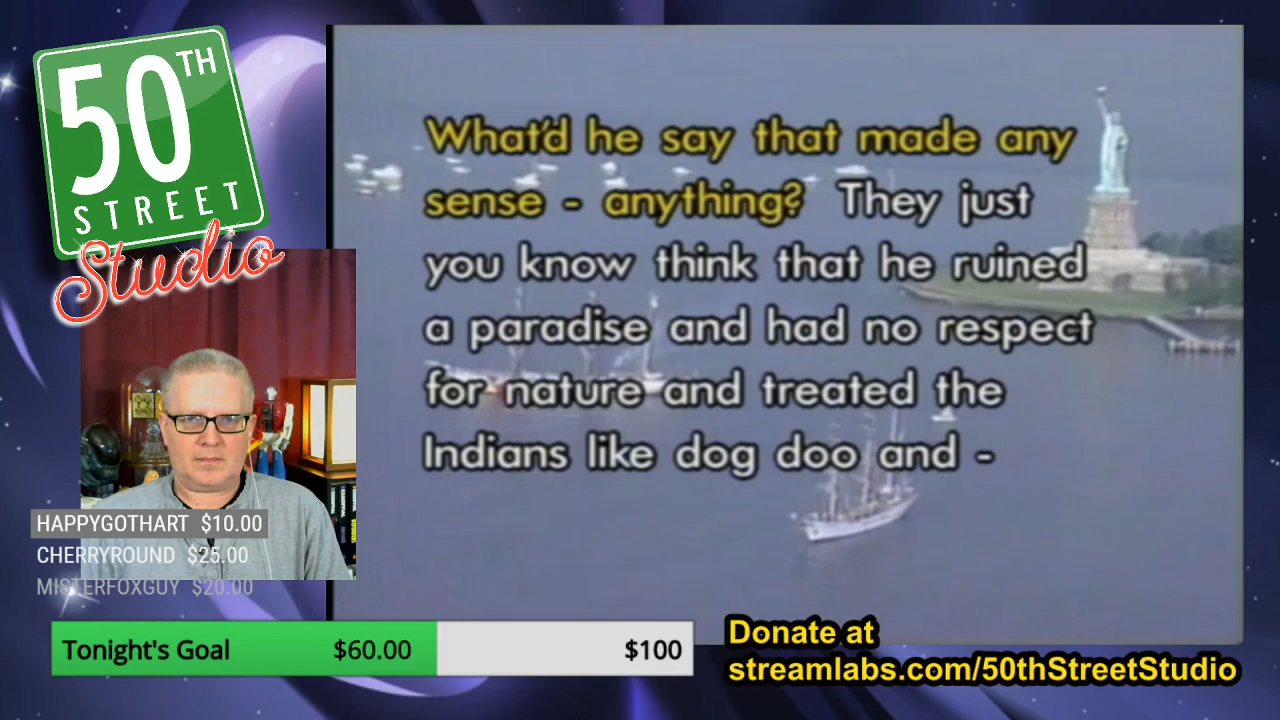 50TH
STREET
Studio
What'd he say that made any
sense - anything? They just
you know think that he ruined
a paradise and had no respect
for nature and treated the
Indians like dog doo and -
HAPPYGOTHART $10.00
CHERRYROUND $25.00
MISTERFOXGUY $20.00
Tonight's Goal $60.00 $100
Donate at
streamlabs.com/50thStreetStudio